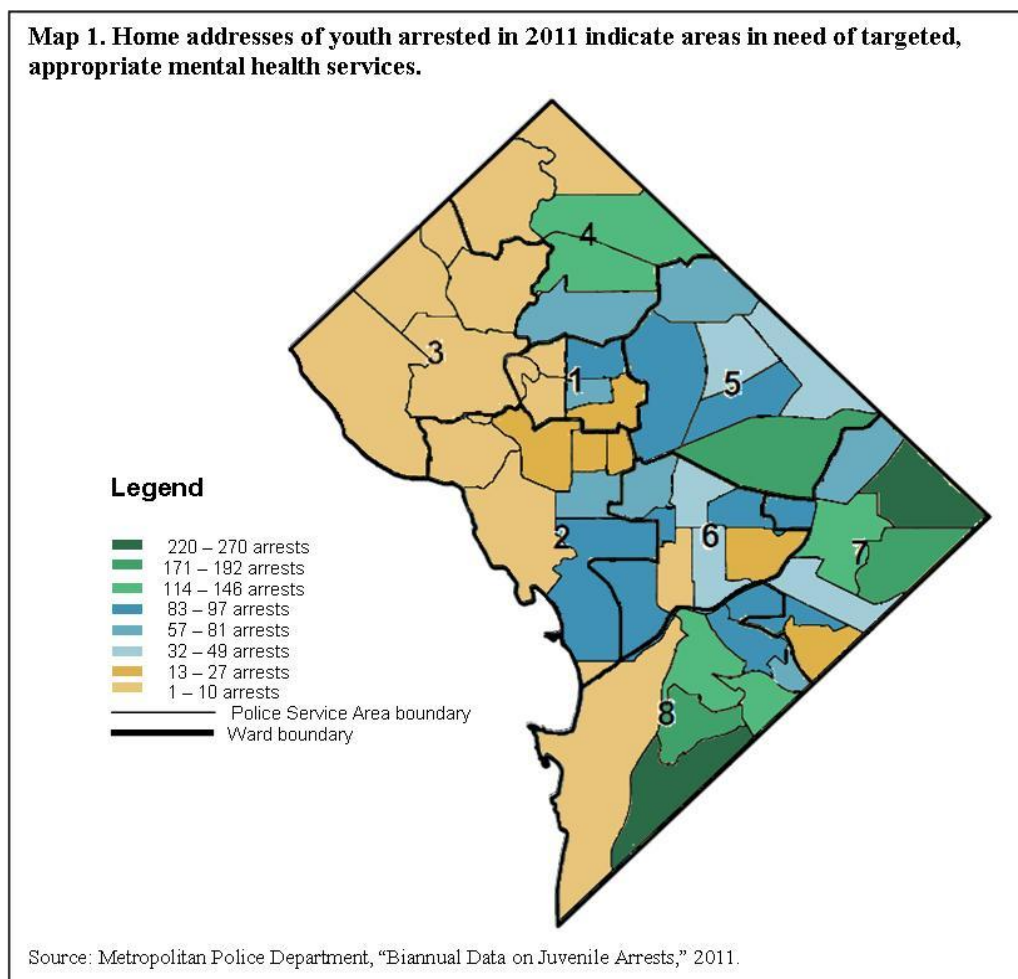 Map 1. Home addresses of youth arrested in 2011 indicate areas in need of targeted,
appropriate mental health services.
4
3
1
5
Legend
2
6
7
220 – 270 arrests
171 – 192 arrests
114 – 146 arrests
83 – 97 arrests
57 – 81 arrests
32 – 49 arrests
13 – 27 arrests
1 – 10 arrests
Police Service Area boundary
8
Ward boundary
Source: Metropolitan Police Department, “Biannual Data on Juvenile Arrests,” 2011.